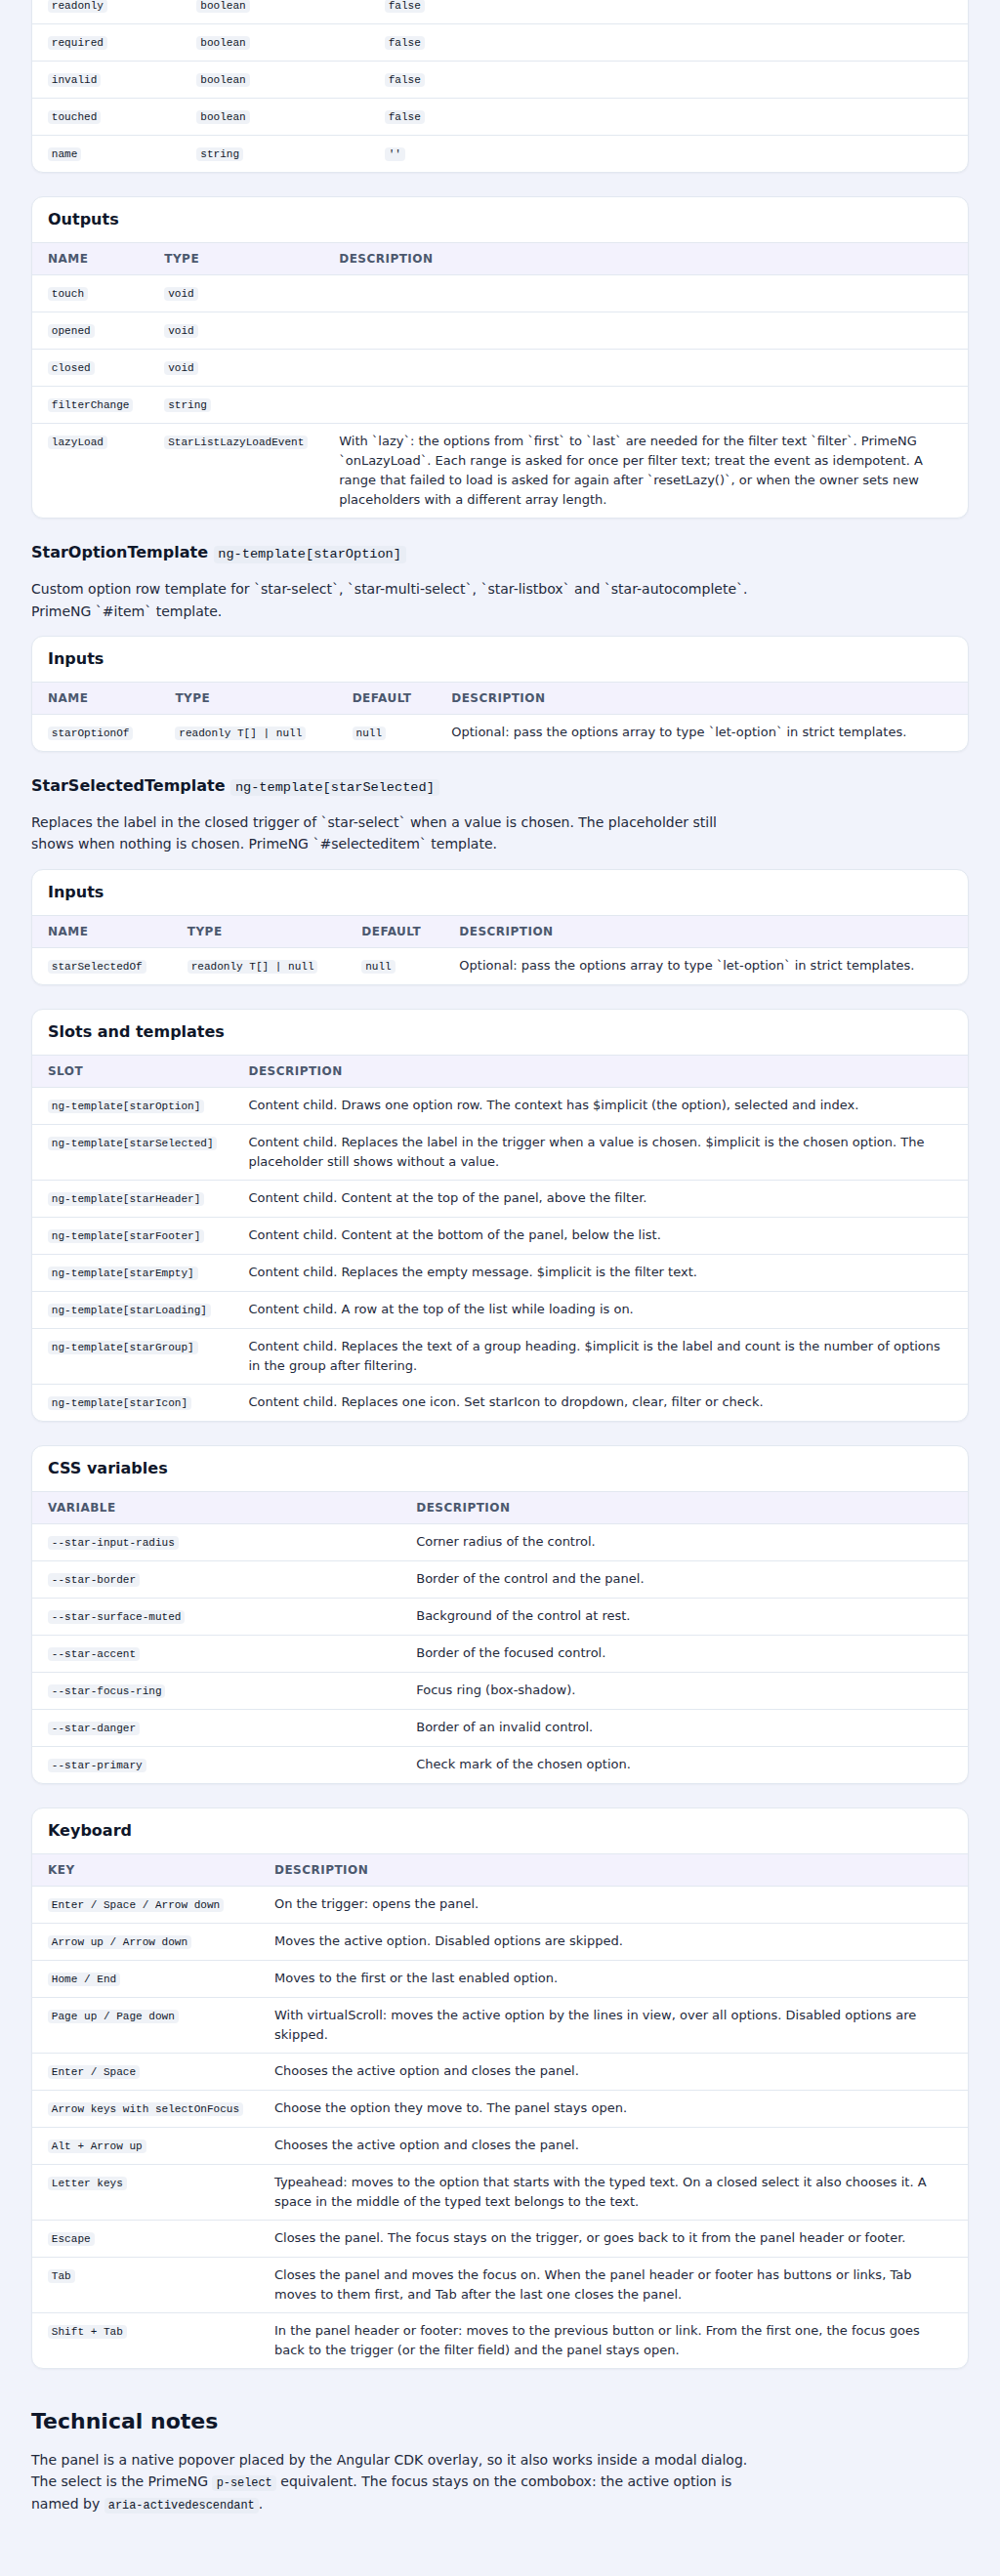 readonly boolean false
required boolean false
invalid boolean false
touched boolean false
name string ''
Outputs
NAME TYPE DESCRIPTION
touch void
opened void
closed void
filterChange string
lazyLoad StarListLazyLoadEvent With `lazy`: the options from `first` to `last` are needed for the filter text `filter`. PrimeNG
`onLazyLoad`. Each range is asked for once per filter text; treat the event as idempotent. A
range that failed to load is asked for again after `resetLazy()`, or when the owner sets new
placeholders with a different array length.
StarOptionTemplate ng-template[starOption]
Custom option row template for `star-select`, `star-multi-select`, `star-listbox` and `star-autocomplete`.
PrimeNG `#item` template.
Inputs
NAME TYPE DEFAULT DESCRIPTION
starOptionOf readonly T[] | null null Optional: pass the options array to type `let-option` in strict templates.
StarSelectedTemplate ng-template[starSelected]
Replaces the label in the closed trigger of `star-select` when a value is chosen. The placeholder still
shows when nothing is chosen. PrimeNG `#selecteditem` template.
Inputs
NAME TYPE DEFAULT DESCRIPTION
starSelectedOf readonly T[] | null null Optional: pass the options array to type `let-option` in strict templates.
Slots and templates
SLOT DESCRIPTION
ng-template[starOption] Content child. Draws one option row. The context has $implicit (the option), selected and index.
ng-template[starSelected] Content child. Replaces the label in the trigger when a value is chosen. $implicit is the chosen option. The
placeholder still shows without a value.
ng-template[starHeader] Content child. Content at the top of the panel, above the filter.
ng-template[starFooter] Content child. Content at the bottom of the panel, below the list.
ng-template[starEmpty] Content child. Replaces the empty message. $implicit is the filter text.
ng-template[starLoading] Content child. A row at the top of the list while loading is on.
ng-template[starGroup] Content child. Replaces the text of a group heading. $implicit is the label and count is the number of options
in the group after filtering.
ng-template[starIcon] Content child. Replaces one icon. Set starIcon to dropdown, clear, filter or check.
CSS variables
VARIABLE DESCRIPTION
--star-input-radius Corner radius of the control.
--star-border Border of the control and the panel.
--star-surface-muted Background of the control at rest.
--star-accent Border of the focused control.
--star-focus-ring Focus ring (box-shadow).
--star-danger Border of an invalid control.
--star-primary Check mark of the chosen option.
Keyboard
KEY DESCRIPTION
Enter / Space / Arrow down On the trigger: opens the panel.
Arrow up / Arrow down Moves the active option. Disabled options are skipped.
Home / End Moves to the first or the last enabled option.
Page up / Page down With virtualScroll: moves the active option by the lines in view, over all options. Disabled options are
skipped.
Enter / Space Chooses the active option and closes the panel.
Arrow keys with selectOnFocus Choose the option they move to. The panel stays open.
Alt + Arrow up Chooses the active option and closes the panel.
Letter keys Typeahead: moves to the option that starts with the typed text. On a closed select it also chooses it. A
space in the middle of the typed text belongs to the text.
Escape Closes the panel. The focus stays on the trigger, or goes back to it from the panel header or footer.
Tab Closes the panel and moves the focus on. When the panel header or footer has buttons or links, Tab
moves to them first, and Tab after the last one closes the panel.
Shift + Tab In the panel header or footer: moves to the previous button or link. From the first one, the focus goes
back to the trigger (or the filter field) and the panel stays open.
Technical notes
The panel is a native popover placed by the Angular CDK overlay, so it also works inside a modal dialog.
The select is the PrimeNG p-select equivalent. The focus stays on the combobox: the active option is
named by aria-activedescendant.